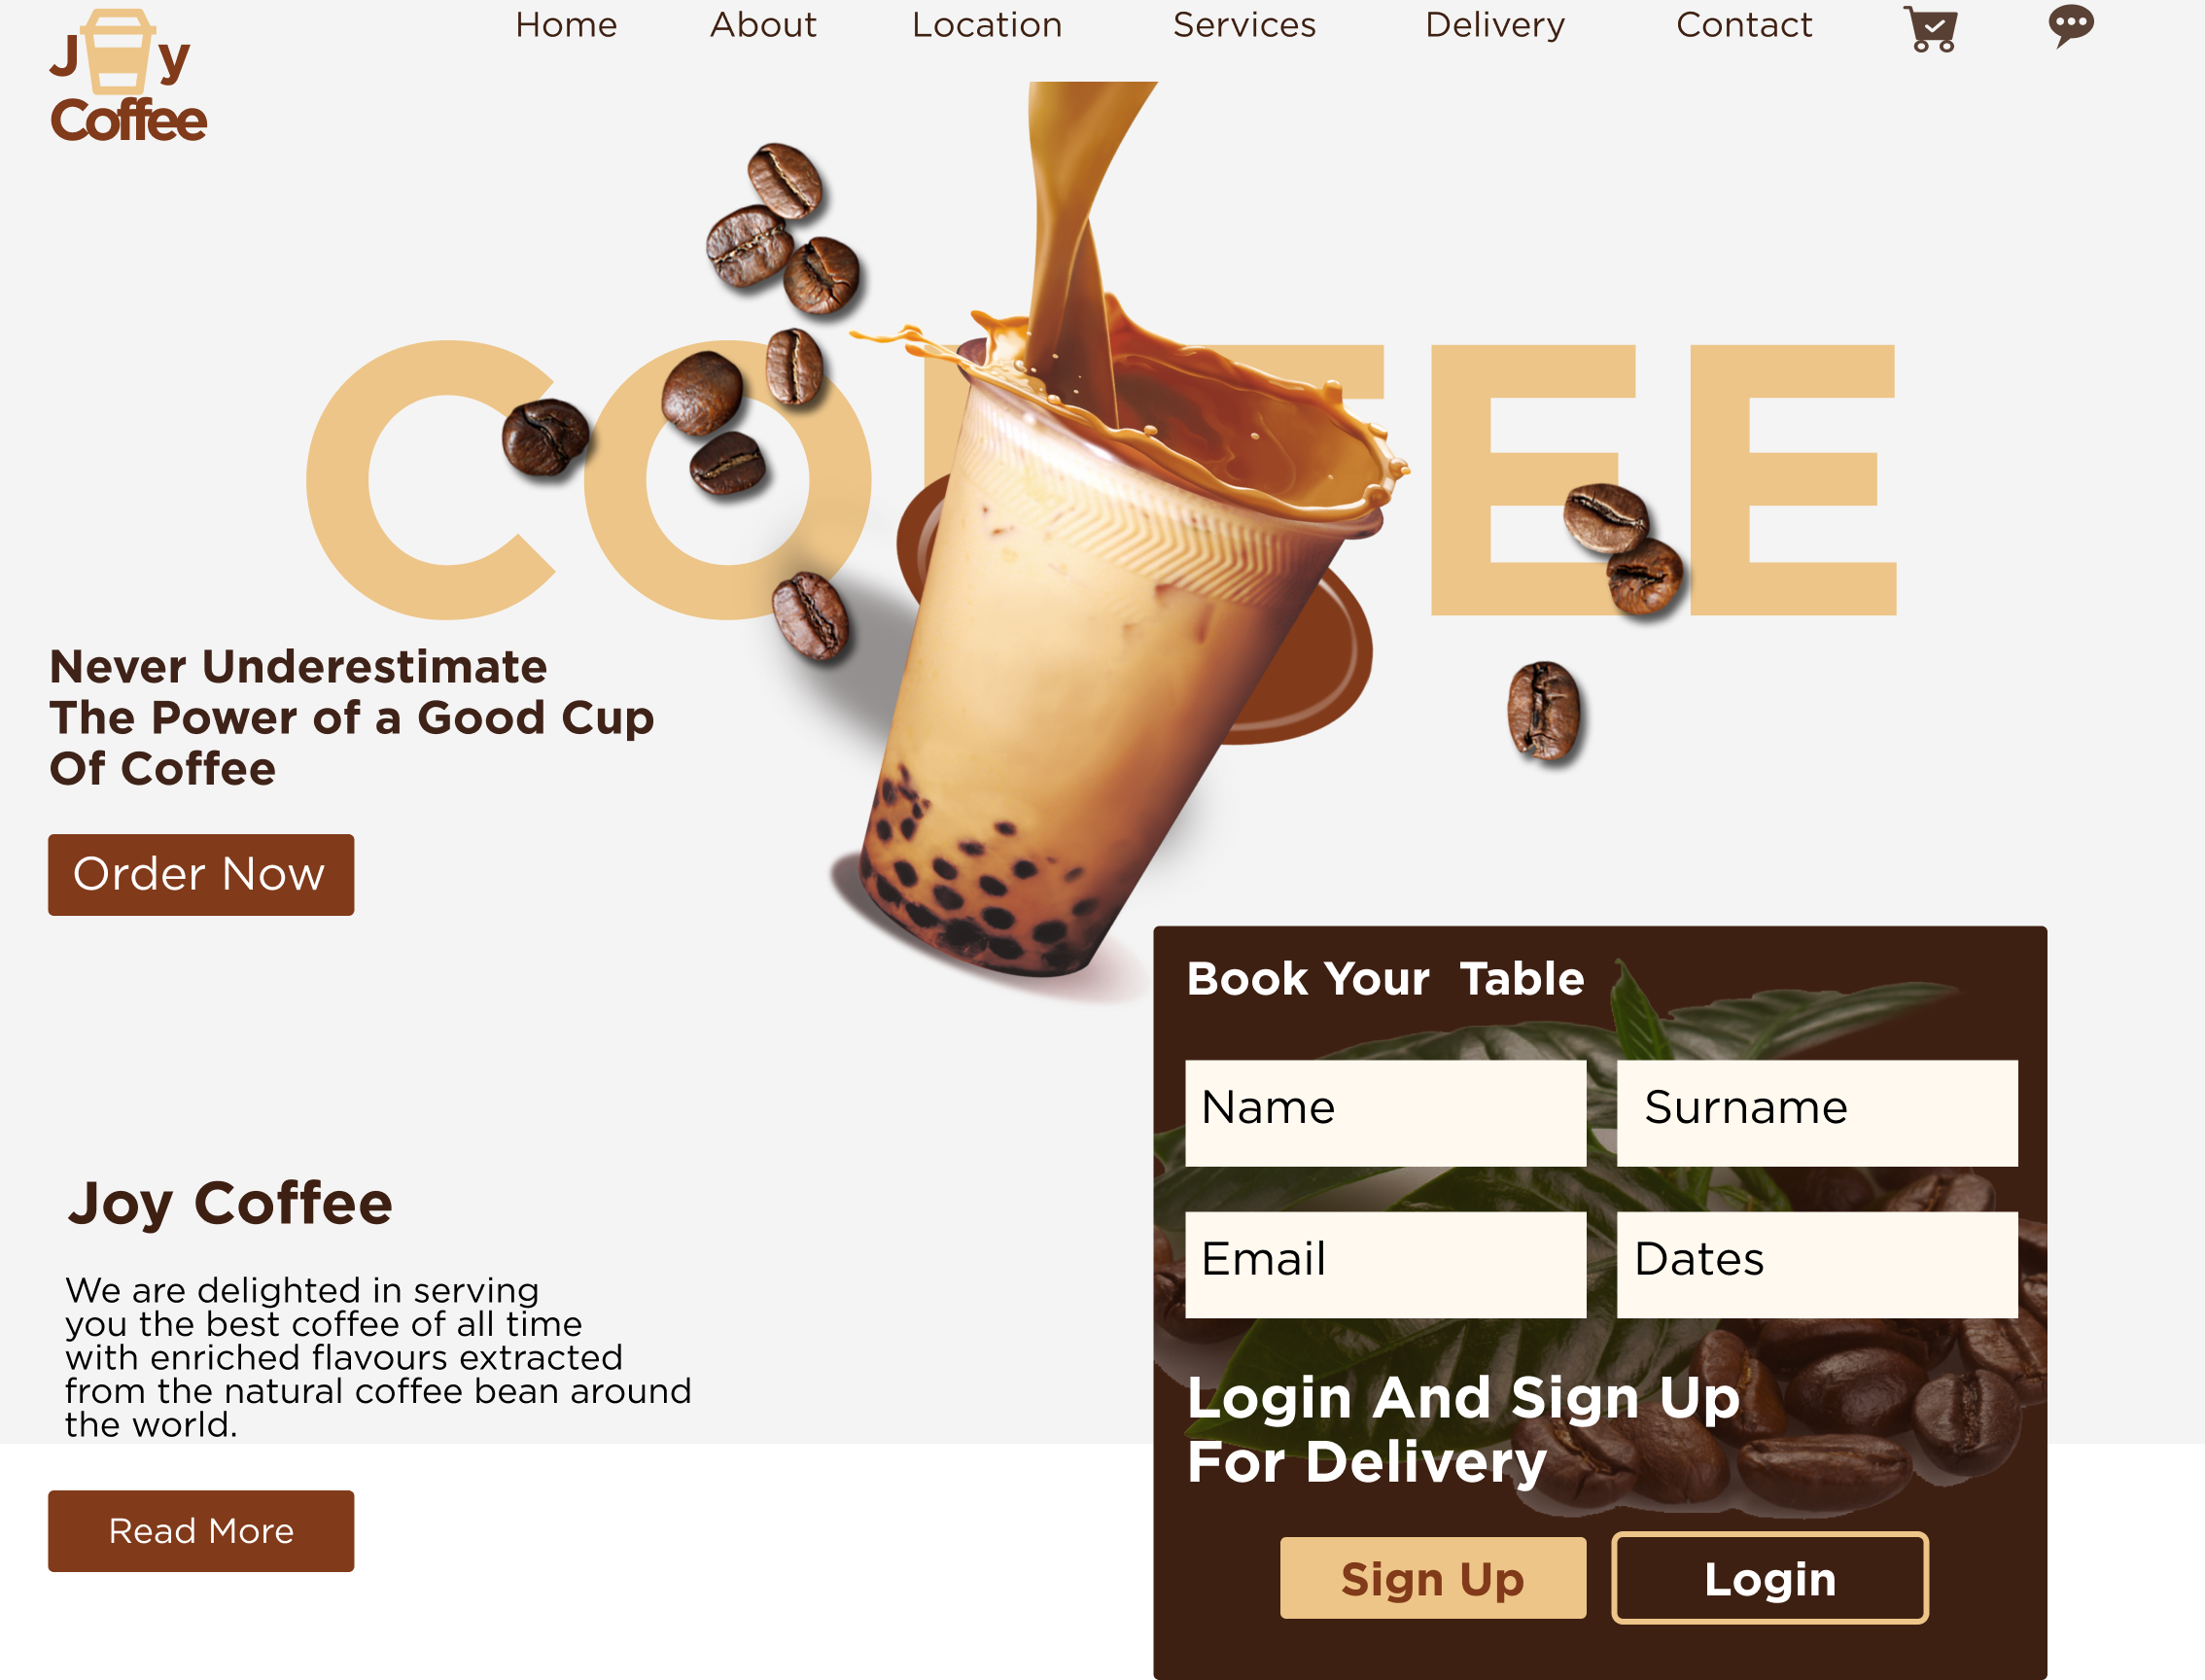 Joy
Coffee
Home
About
Location
Services
Delivery
Contact
COFFEE
Never Underestimate
The Power of a Good Cup
Of Coffee
Order Now
Book Your  Table
Name
Surname
Email
Dates
Login And Sign Up
For Delivery
Sign Up
Login
Joy Coffee
We are delighted in serving
you the best coffee of all time
with enriched flavours extracted
from the natural coffee bean around
the world.
Read More